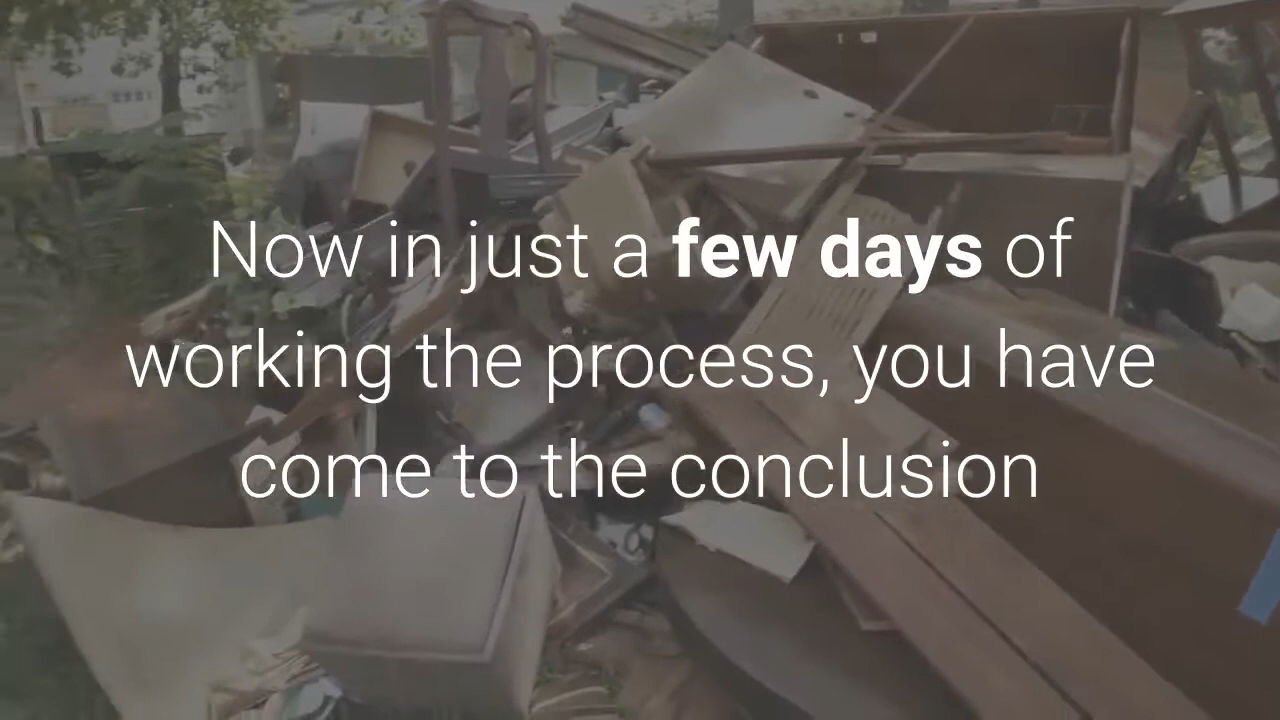 Now in just a few days of
working the process, you have
come to the conclusion